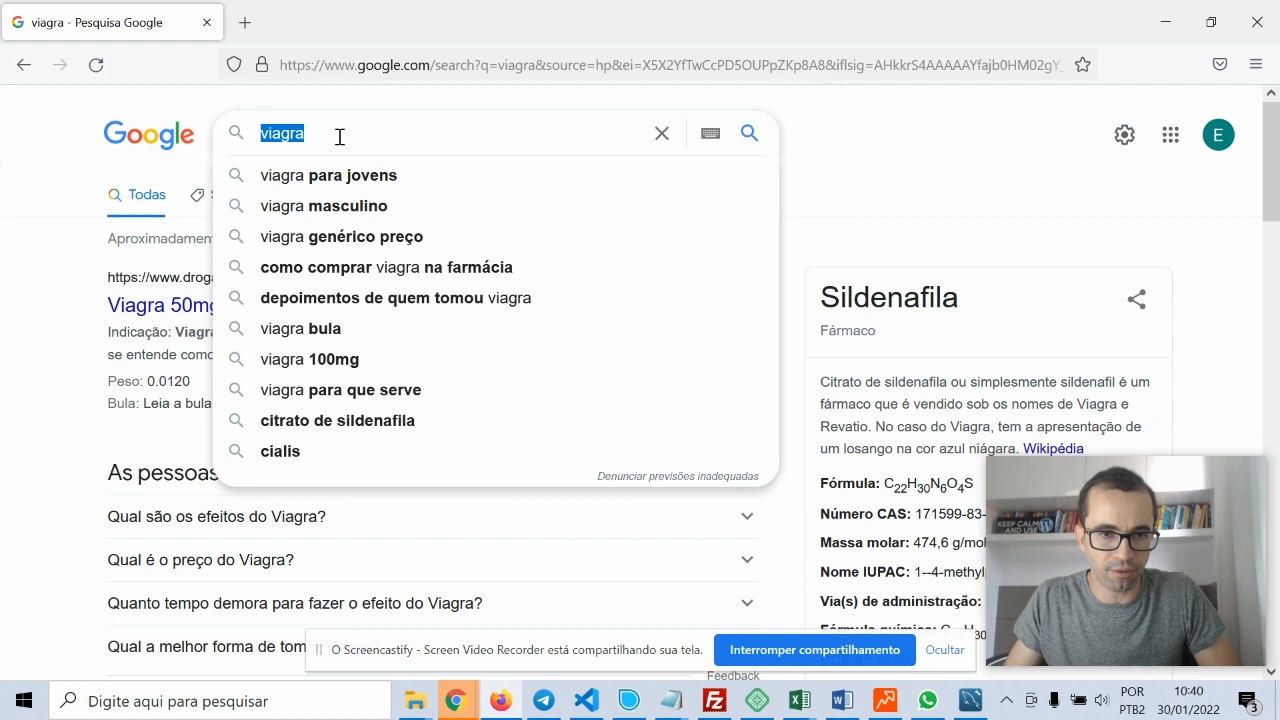 viagra - Pesquisa Google
https://www.google.com/search?q=viagra&source=hp&ei=X5X2YfTwCcPD5OUPpZKp8A8&iflsig=AHkkrS4AAAAAYfajb0HM02gY
Google
viagra
E
viagra para jovens
viagra masculino
viagra genérico preço
como comprar viagra na farmácia
depoimentos de quem tomou viagra
viagra bula
viagra 100mg
viagra para que serve
citrato de sildenafila
cialis
Denunciar previsões inadequadas
Todas
Aproximadamen
https://www.droga
Viagra 50mg
Indicação: Viagra
se entende como
Peso: 0.0120
Bula: Leia a bula
As pessoas
Qual são os efeitos do Viagra?
Qual é o preço do Viagra?
Quanto tempo demora para fazer o efeito do Viagra?
Qual a melhor forma de tom
Feedback
Sildenafila
Fármaco
Citrato de sildenafila ou simplesmente sildenafil é um
fármaco que é vendido sob os nomes de Viagra e
Revatio. No caso do Viagra, tem a apresentação de
um losango na cor azul niágara. Wikipédia
Fórmula: C22H30N6O4S
Número CAS: 171599-83-
Massa molar: 474,6 g/mol
Nome IUPAC: 1--4-methyl
Via(s) de administração:
KEEP CALM
AND USE
O Screencastify - Screen Video Recorder está compartilhando sua tela.
Interromper compartilhamento
Ocultar
Digite aqui para pesquisar
POR
PTB2
10:40
30/01/2022
3